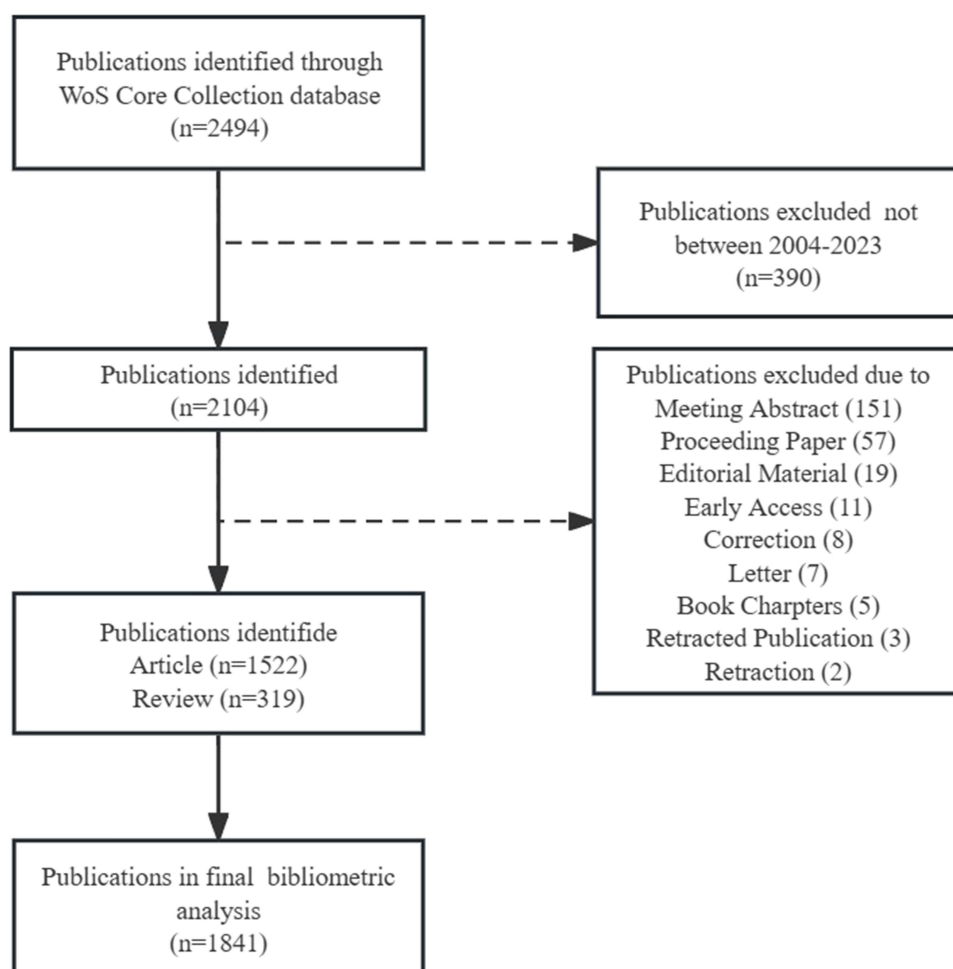 Publications identified through
WoS Core Collection database
(n=2494)
Publications excluded not
between 2004-2023
(n=390)
Publications identified
(n=2104)
Publications excluded due to
Meeting Abstract (151)
Proceeding Paper (57)
Editorial Material (19)
Early Access (11)
Correction (8)
Letter (7)
Book Charpters (5)
Retracted Publication (3)
Retraction (2)
Publications identifide
Article (n=1522)
Review (n=319)
Publications in final bibliometric
analysis
(n=1841)